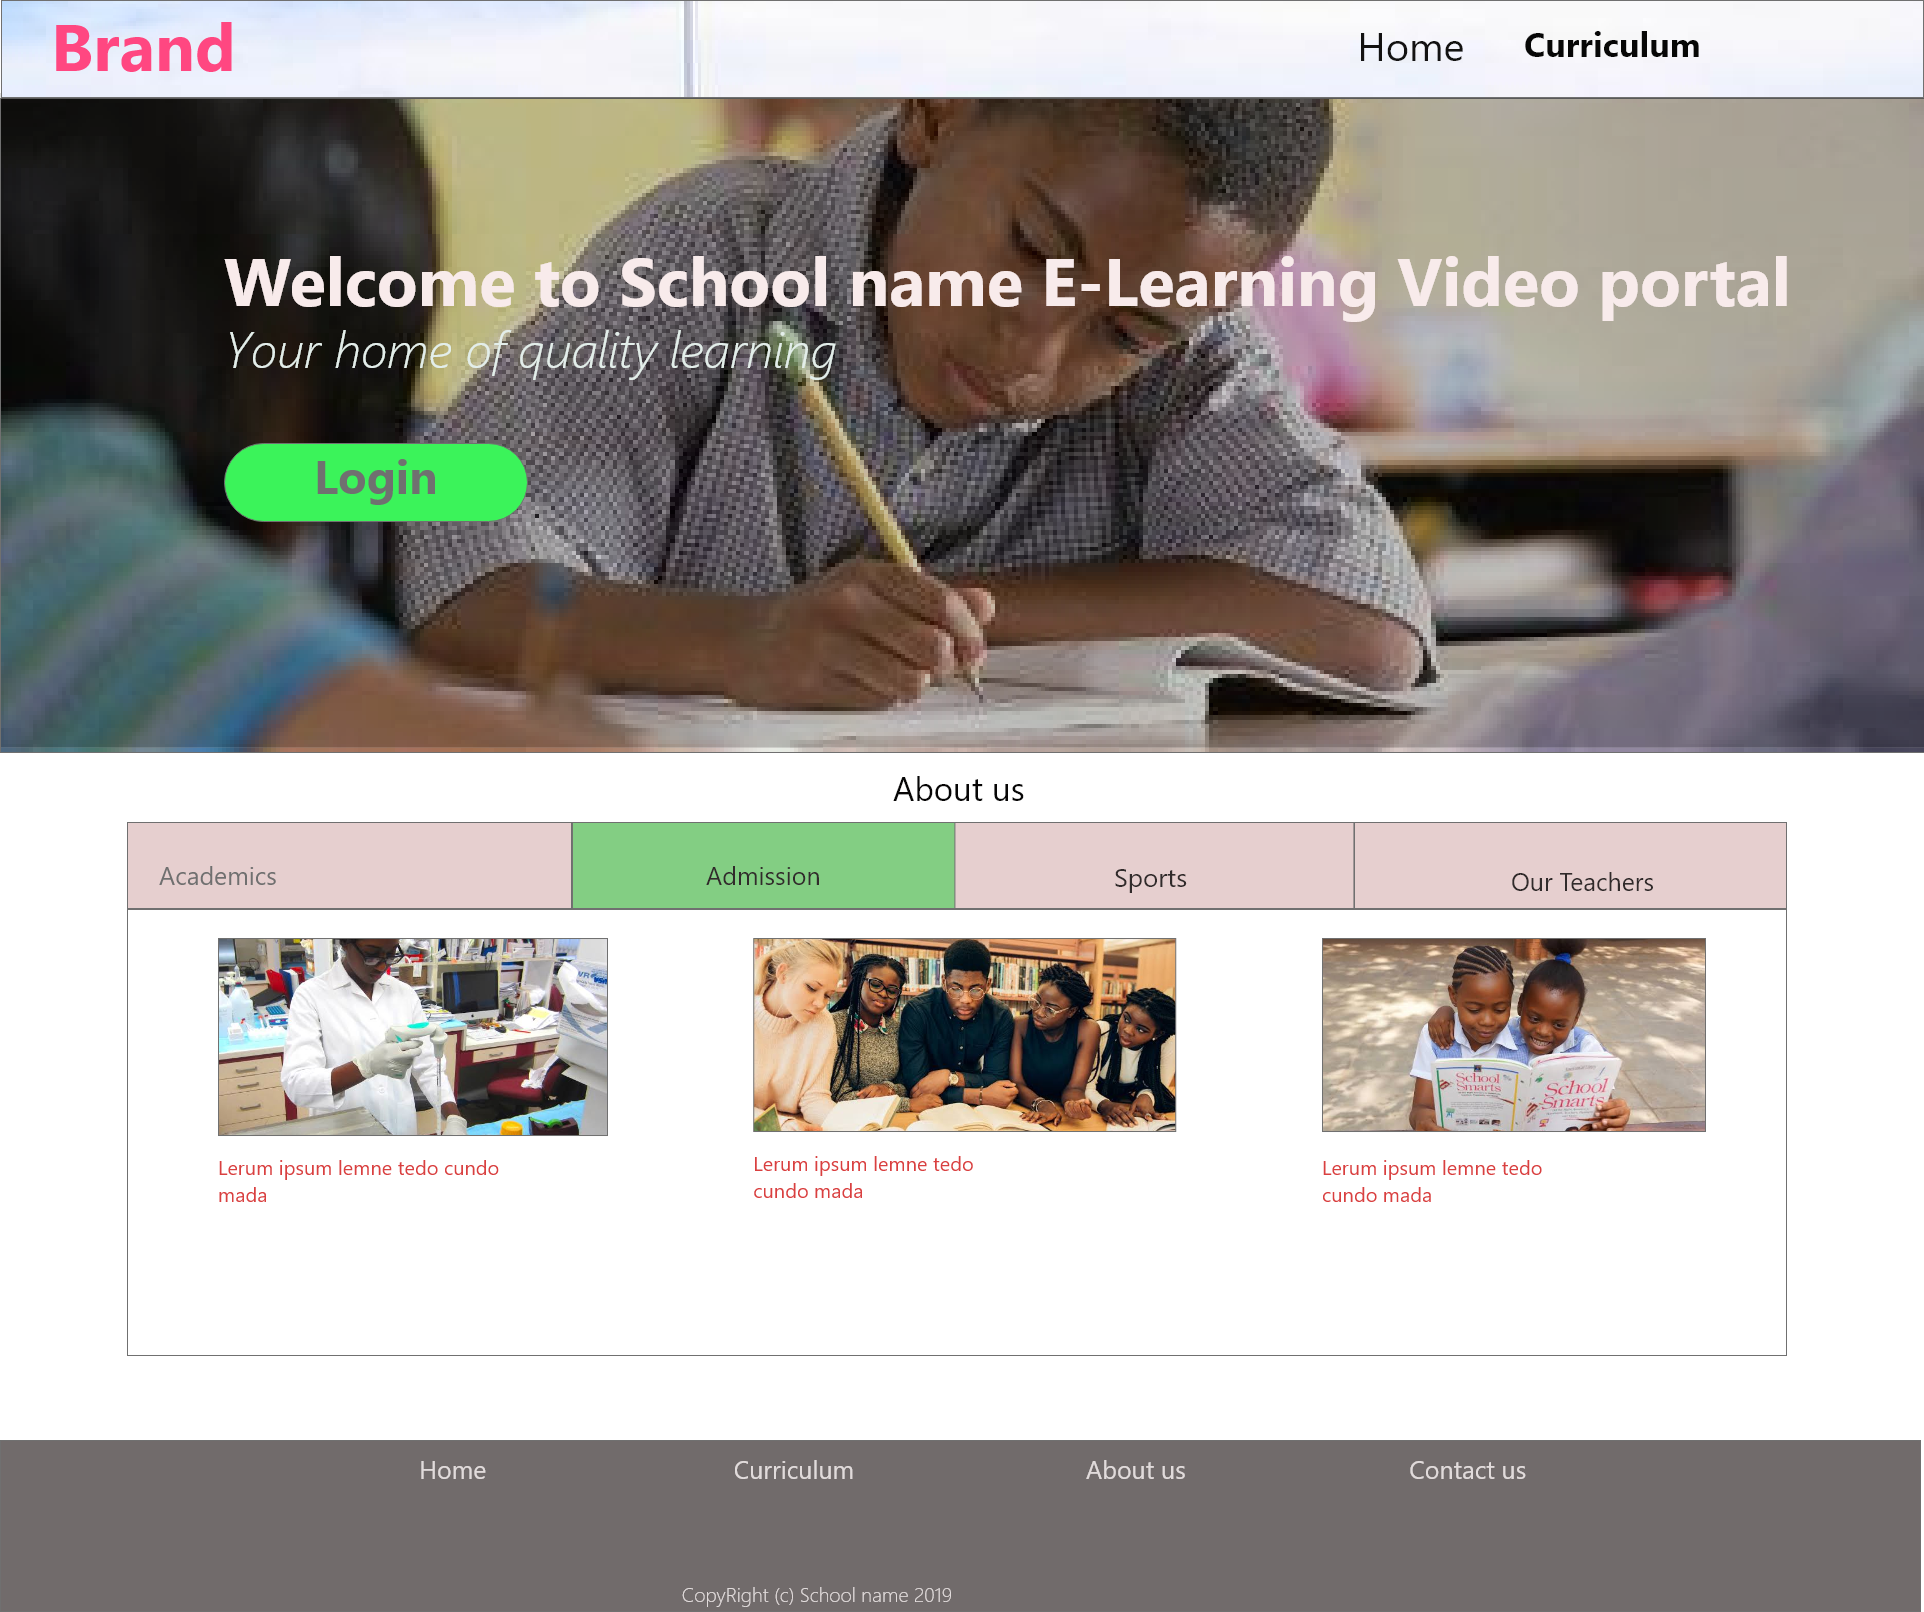 Brand
Home
Curriculum
Welcome to School name E-Learning Video portal
Your home of quality learning
Login
About us
Academics
Admission
Sports
Our Teachers
School
Smarts
School
Smarts
Lerum ipsum lemne tedo cundo
mada
Lerum ipsum lemne tedo
cundo mada
Lerum ipsum lemne tedo
cundo mada
Home
Curriculum
About us
Contact us
CopyRight (c) School name 2019